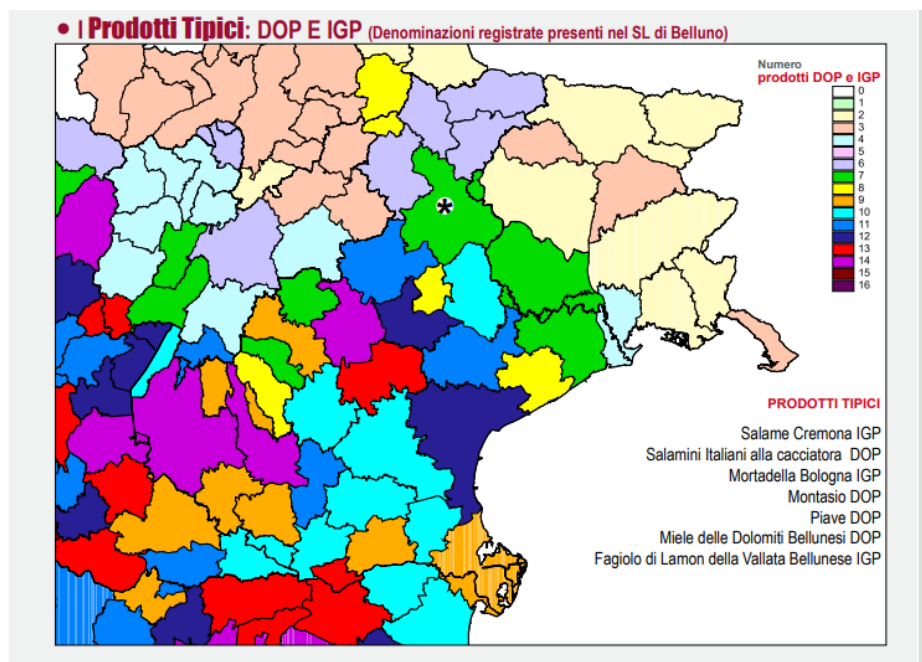 • I Prodotti Tipici: DOP E IGP (Denominazioni registrate presenti nel SL di Belluno)
Numero
prodotti DOP e IGP
0
1
2
3
4
5
6
7
8
9
10
11
12
13
14
15
16
*
PRODOTTI TIPICI
Salame Cremona IGP
Salamini Italiani alla cacciatora DOP
Mortadella Bologna IGP
Montasio DOP
Piave DOP
Miele delle Dolomiti Bellunesi DOP
Fagiolo di Lamon della Vallata Bellunese IGP